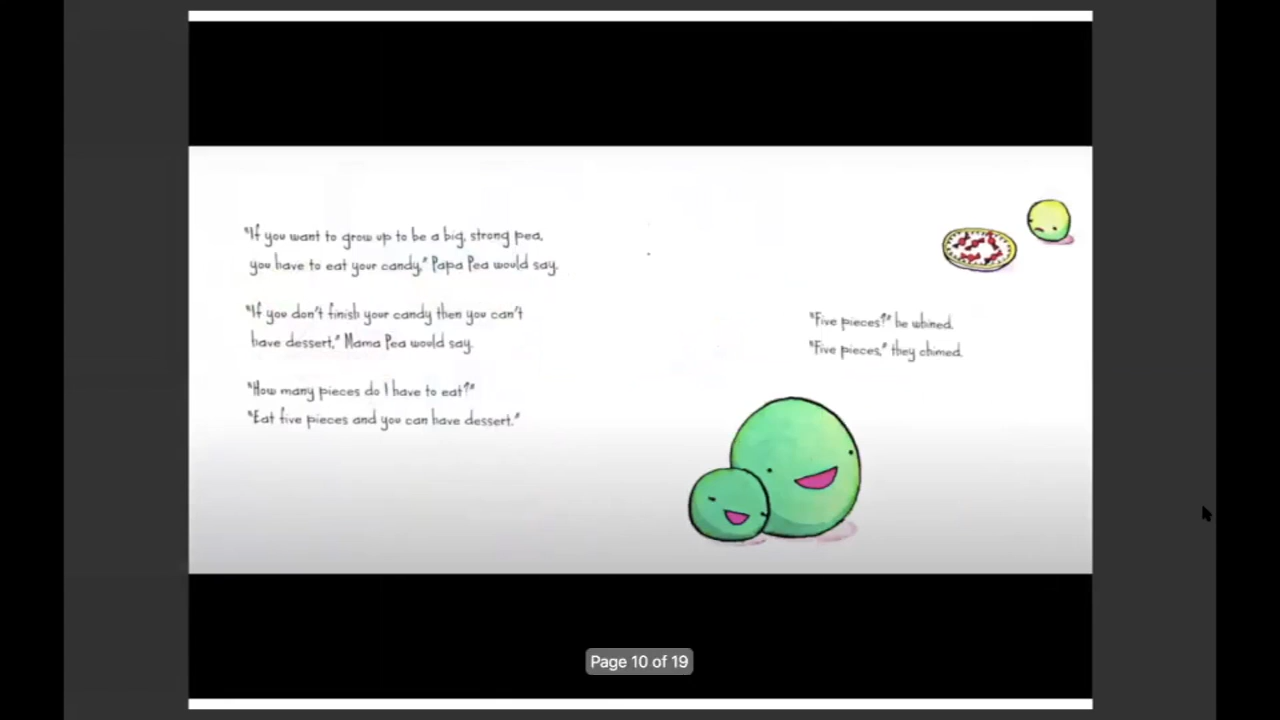 "If you want to grow up to be a big, strong pea,
you have to eat your candy," Papa Pea would say.
"If you don't finish your candy then you can't
have dessert," Mama Pea would say.
"How many pieces do I have to eat?"
"Eat five pieces and you can have dessert."
"Five pieces?" he whined.
"Five pieces," they chimed.
Page 10 of 19